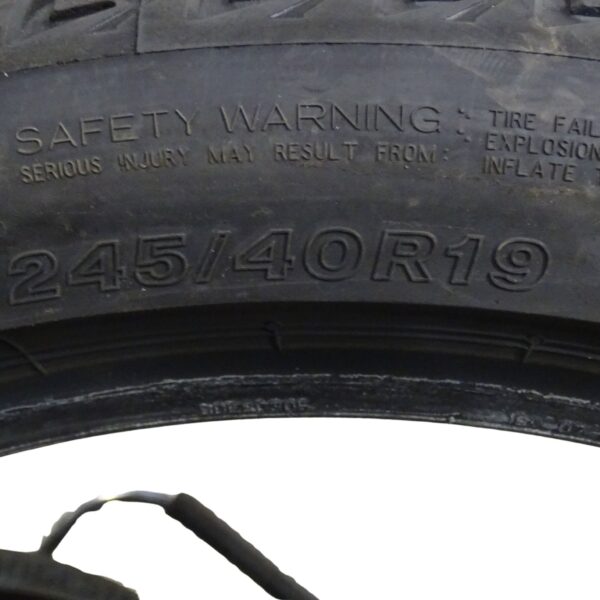 SAFETY WARNING:
SERIOUS INJURY MAY RESULT FROM:
TIRE FAIL
EXPLOSION
INFLATE
245/40R19